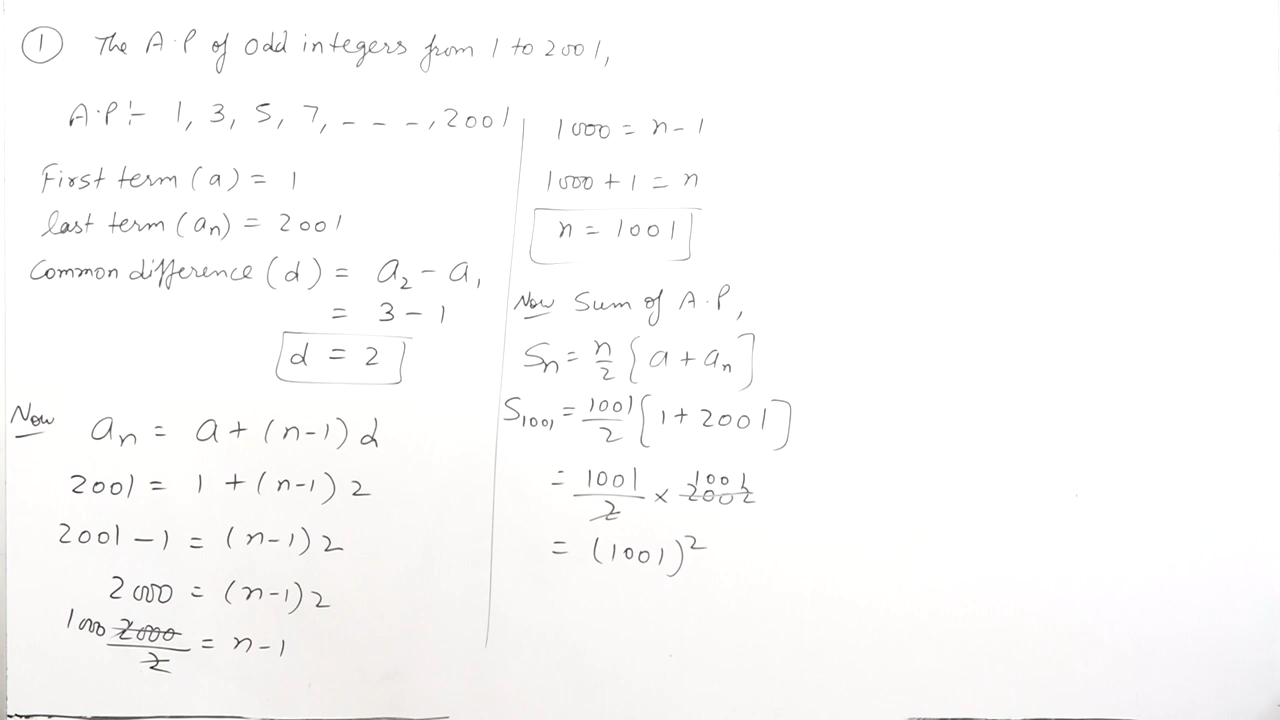 ① The A.P of odd integers from 1 to 2001,
A.P:- 1, 3, 5, 7, - - -, 2001
First term (a) = 1
last term (an) = 2001
Common difference (d) = a2 - a1
= 3 - 1
d = 2
Now an = a + (n-1) d
2001 = 1 + (n-1) 2
2001 - 1 = (n-1) 2
2000 = (n-1) 2
1000 2000/2 = n-1
1000 = n - 1
1000 + 1 = n
n = 1001
Now Sum of A.P,
Sn = n/2 [a + an]
S1001 = 1001/2 [1 + 2001]
= 1001/2 × 2002 1001
= (1001)²